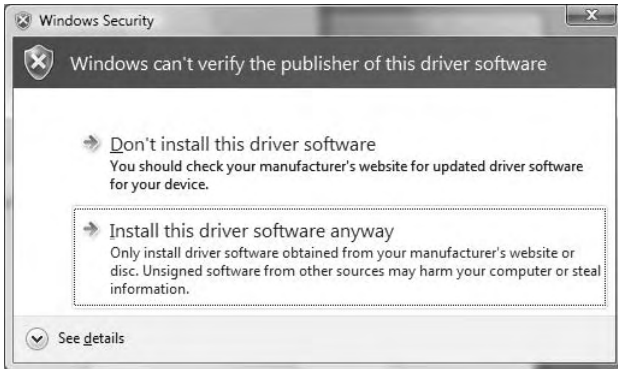 Windows Security
Windows can't verify the publisher of this driver software
Don't install this driver software
You should check your manufacturer's website for updated driver software
for your device.
Install this driver software anyway
Only install driver software obtained from your manufacturer's website or
disc. Unsigned software from other sources may harm your computer or steal
information.
See details